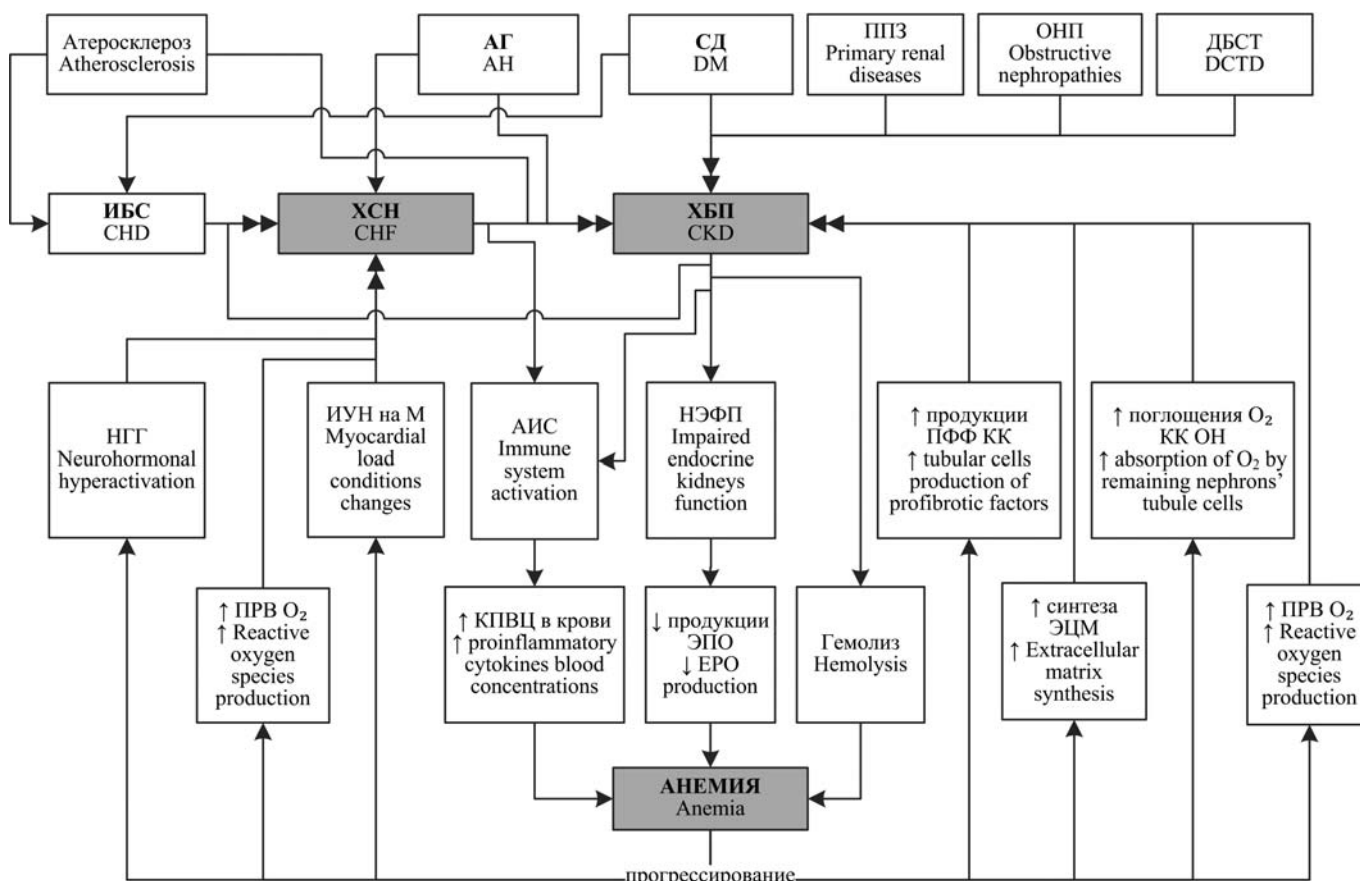 Атеросклероз
Atherosclerosis
АГ
AH
СД
DM
ППЗ
Primary renal
diseases
ОНП
Obstructive
nephropathies
ДБСТ
DCTD
ИБС
CHD
ХСН
CHF
ХБП
CKD
НГГ
Neurohormonal
hyperactivation
ИУН на М
Myocardial
load
conditions
changes
АИС
Immune
system
activation
НЭФП
Impaired
endocrine
kidneys
function
↑ продукции
ПФФ КК
↑ tubular cells
production of
profibrotic factors
↑ поглощения O₂
КК ОН
↑ absorption of O₂ by
remaining nephrons’
tubule cells
↑ ПРВ O₂
↑ Reactive
oxygen
species
production
↑ КПВЦ в крови
↑ proinflammatory
cytokines blood
concentrations
↓ продукции
ЭПО
↓ EPO
production
Гемолиз
Hemolysis
↑ синтеза
ЭЦМ
↑ Extracellular
matrix
synthesis
↑ ПРВ O₂
↑ Reactive
oxygen
species
production
АНЕМИЯ
Anemia
прогрессирование